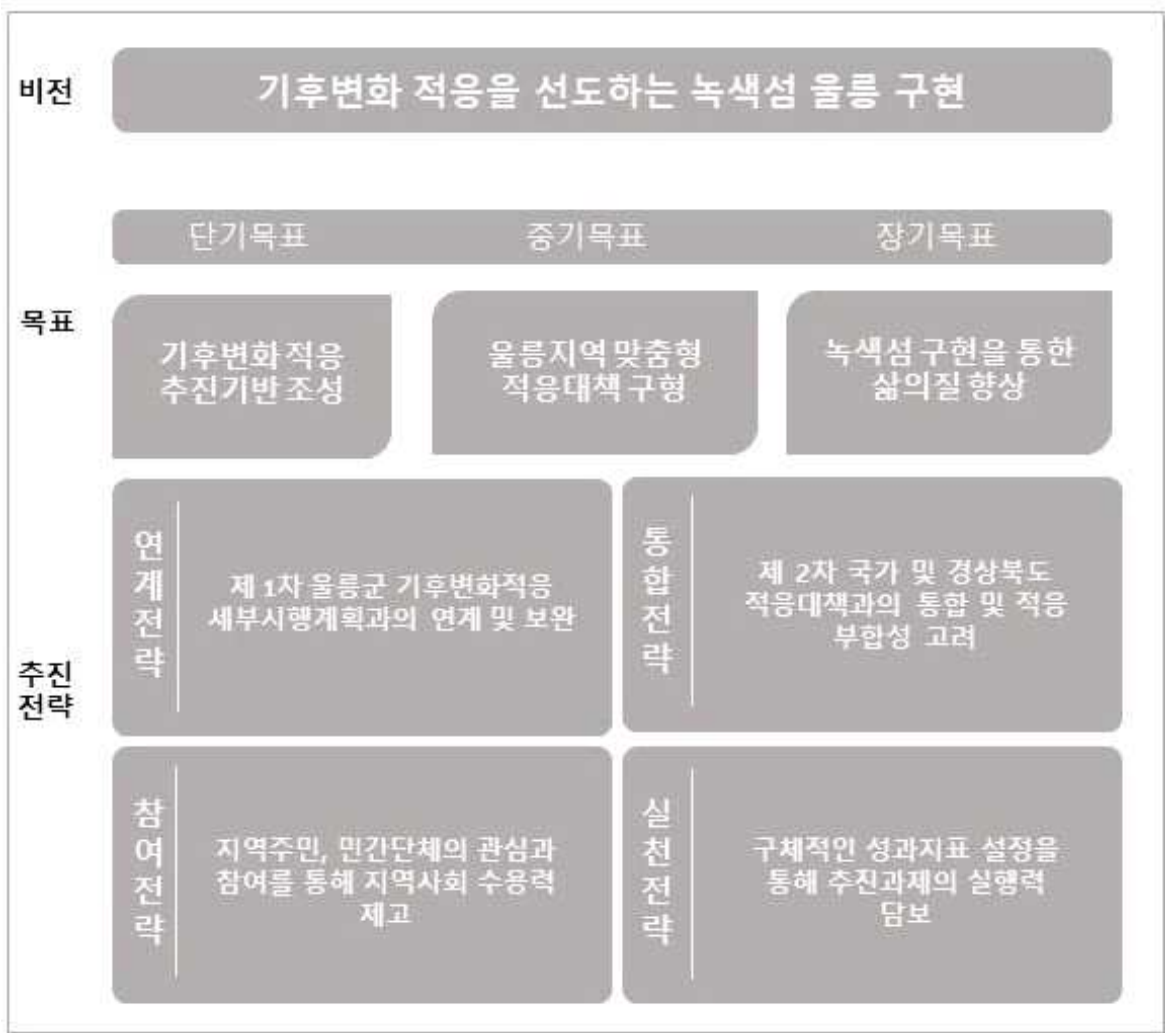 비전
기후변화 적응을 선도하는 녹색섬 울릉 구현
단기목표
중기목표
장기목표
목표
기후변화 적응
추진기반 조성
울릉지역 맞춤형
적응대책 구형
녹색섬 구현을 통한
삶의질 향상
추진
전략
연계전략
제 1차 울릉군 기후변화적응
세부시행계획과의 연계 및 보완
통합전략
제 2차 국가 및 경상북도
적응대책과의 통합 및 적응
부합성 고려
참여전략
지역주민, 민간단체의 관심과
참여를 통해 지역사회 수용력
제고
실천전략
구체적인 성과지표 설정을
통해 추진과제의 실행력
담보